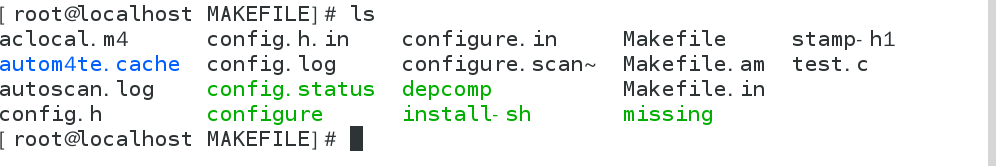 [root@localhost MAKEFILE]# ls
aclocal.m4 config.h.in configure.in Makefile stamp-h1
autom4te.cache config.log configure.scan~ Makefile.am test.c
autoscan.log config.status depcomp Makefile.in
config.h configure install-sh missing
[root@localhost MAKEFILE]#